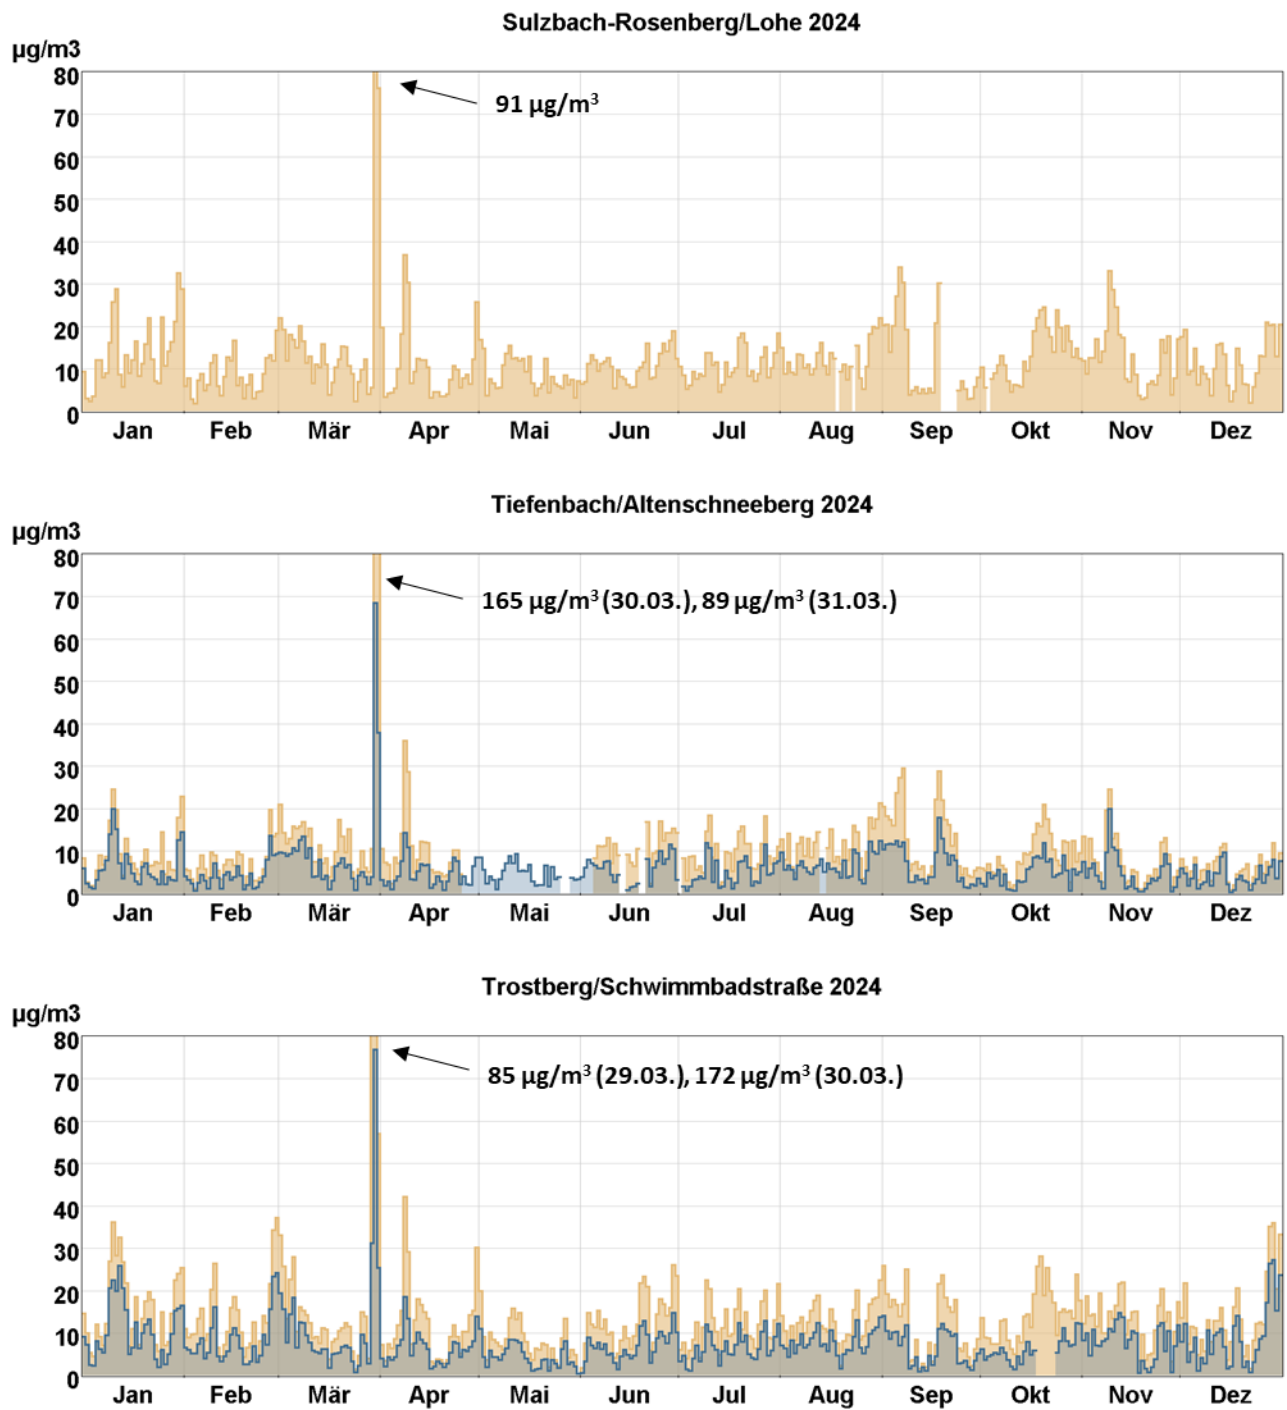 Sulzbach-Rosenberg/Lohe 2024
µg/m3
80
91 µg/m³
70
60
50
40
30
20
10
0
Jan Feb Mär Apr Mai Jun Jul Aug Sep Okt Nov Dez
Tiefenbach/Altenschneeberg 2024
µg/m3
80
70
165 µg/m³ (30.03.), 89 µg/m³ (31.03.)
60
50
40
30
20
10
0
Jan Feb Mär Apr Mai Jun Jul Aug Sep Okt Nov Dez
Trostberg/Schwimmbadstraße 2024
µg/m3
80
85 µg/m³ (29.03.), 172 µg/m³ (30.03.)
70
60
50
40
30
20
10
0
Jan Feb Mär Apr Mai Jun Jul Aug Sep Okt Nov Dez